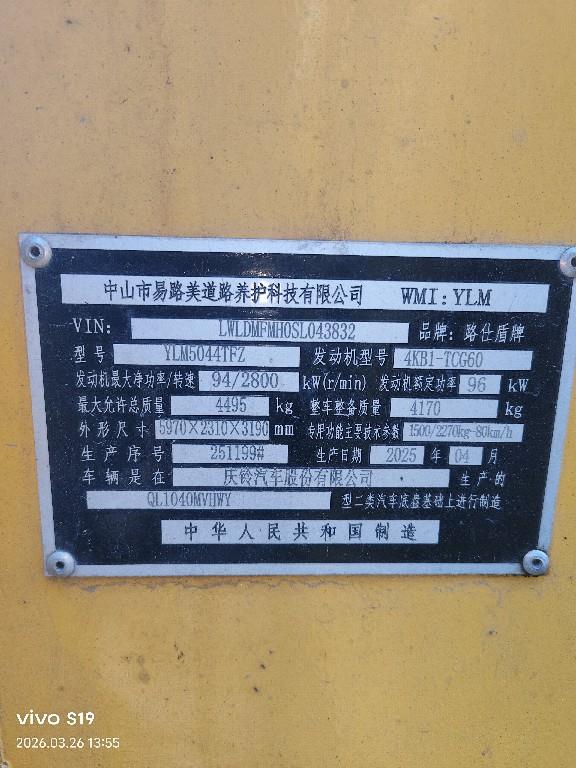 中山市易路美道路养护科技有限公司 WMI:YLM
VIN: LWLDMFMH0SL043832 品牌:路仕盾牌
型号 YLM5044TFZ 发动机型号 4KB1-TCG60
发动机最大净功率/转速 94/2800 kW(r/min) 发动机额定功率 96 kW
最大允许总质量 4495 kg 整车整备质量 4170 kg
外形尺寸 5970×2310×3190 mm 专用功能主要技术参数 1500/2270kg-80km/h
生产序号 251199# 生产日期 2025 年 04 月
车辆是在 庆铃汽车股份有限公司 生产的
QL1040MVHWY 型二类汽车底盘基础上进行制造
中华人民共和国制造
vivo S19
2026.03.26 13:55